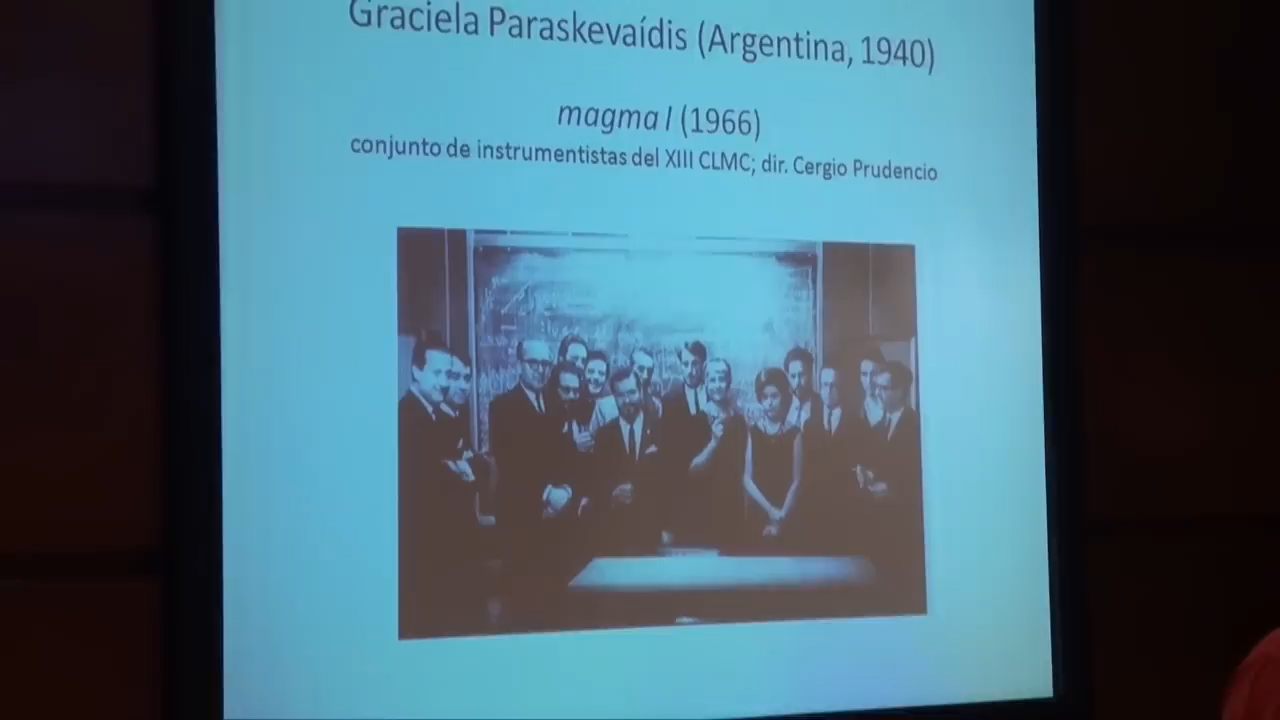 Graciela Paraskevaídis (Argentina, 1940)
magma I (1966)
conjunto de instrumentistas del XIII CLMC; dir. Cergio Prudencio